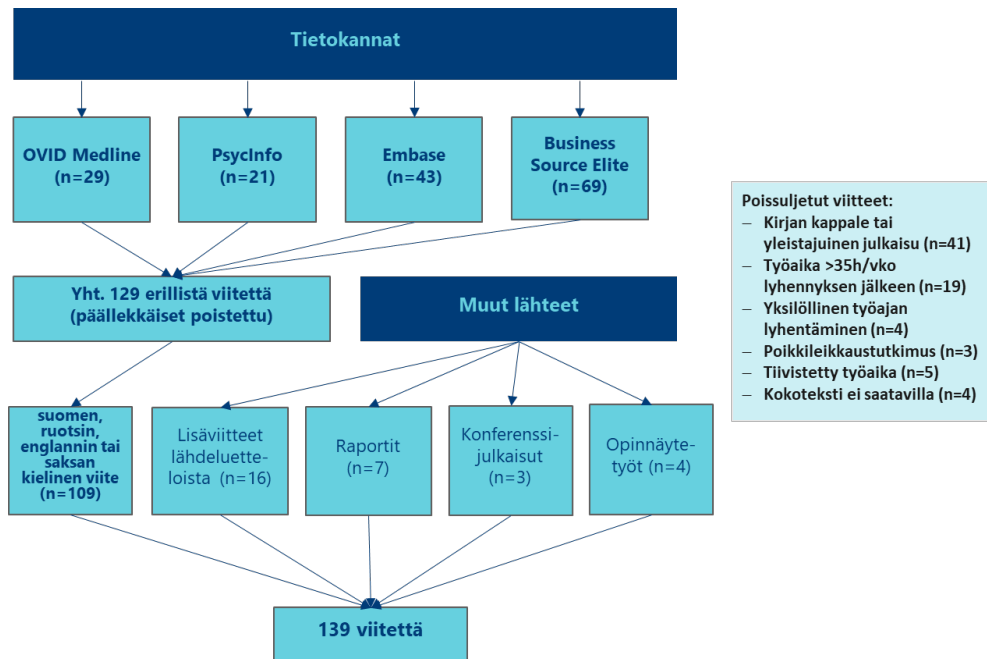 Tietokannat
OVID Medline
(n=29)
PsycInfo
(n=21)
Embase
(n=43)
Business
Source Elite
(n=69)
Yht. 129 erillistä viitettä
(päällekkäiset poistettu)
Muut lähteet
suomen,
ruotsin,
englannin tai
saksan
kielinen viite
(n=109)
Lisäviitteet
lähdeluette-
loista (n=16)
Raportit
(n=7)
Konferenssi-
julkaisut
(n=3)
Opinnäyte-
työt (n=4)
139 viitettä
Poissuljetut viitteet:
– Kirjan kappale tai
yleistajuinen julkaisu (n=41)
– Työaika >35h/vko
lyhennyksen jälkeen (n=19)
– Yksilöllinen työajan
lyhentäminen (n=4)
– Poikkileikkaustutkimus (n=3)
– Tiivistetty työaika (n=5)
– Kokoteksti ei saatavilla (n=4)